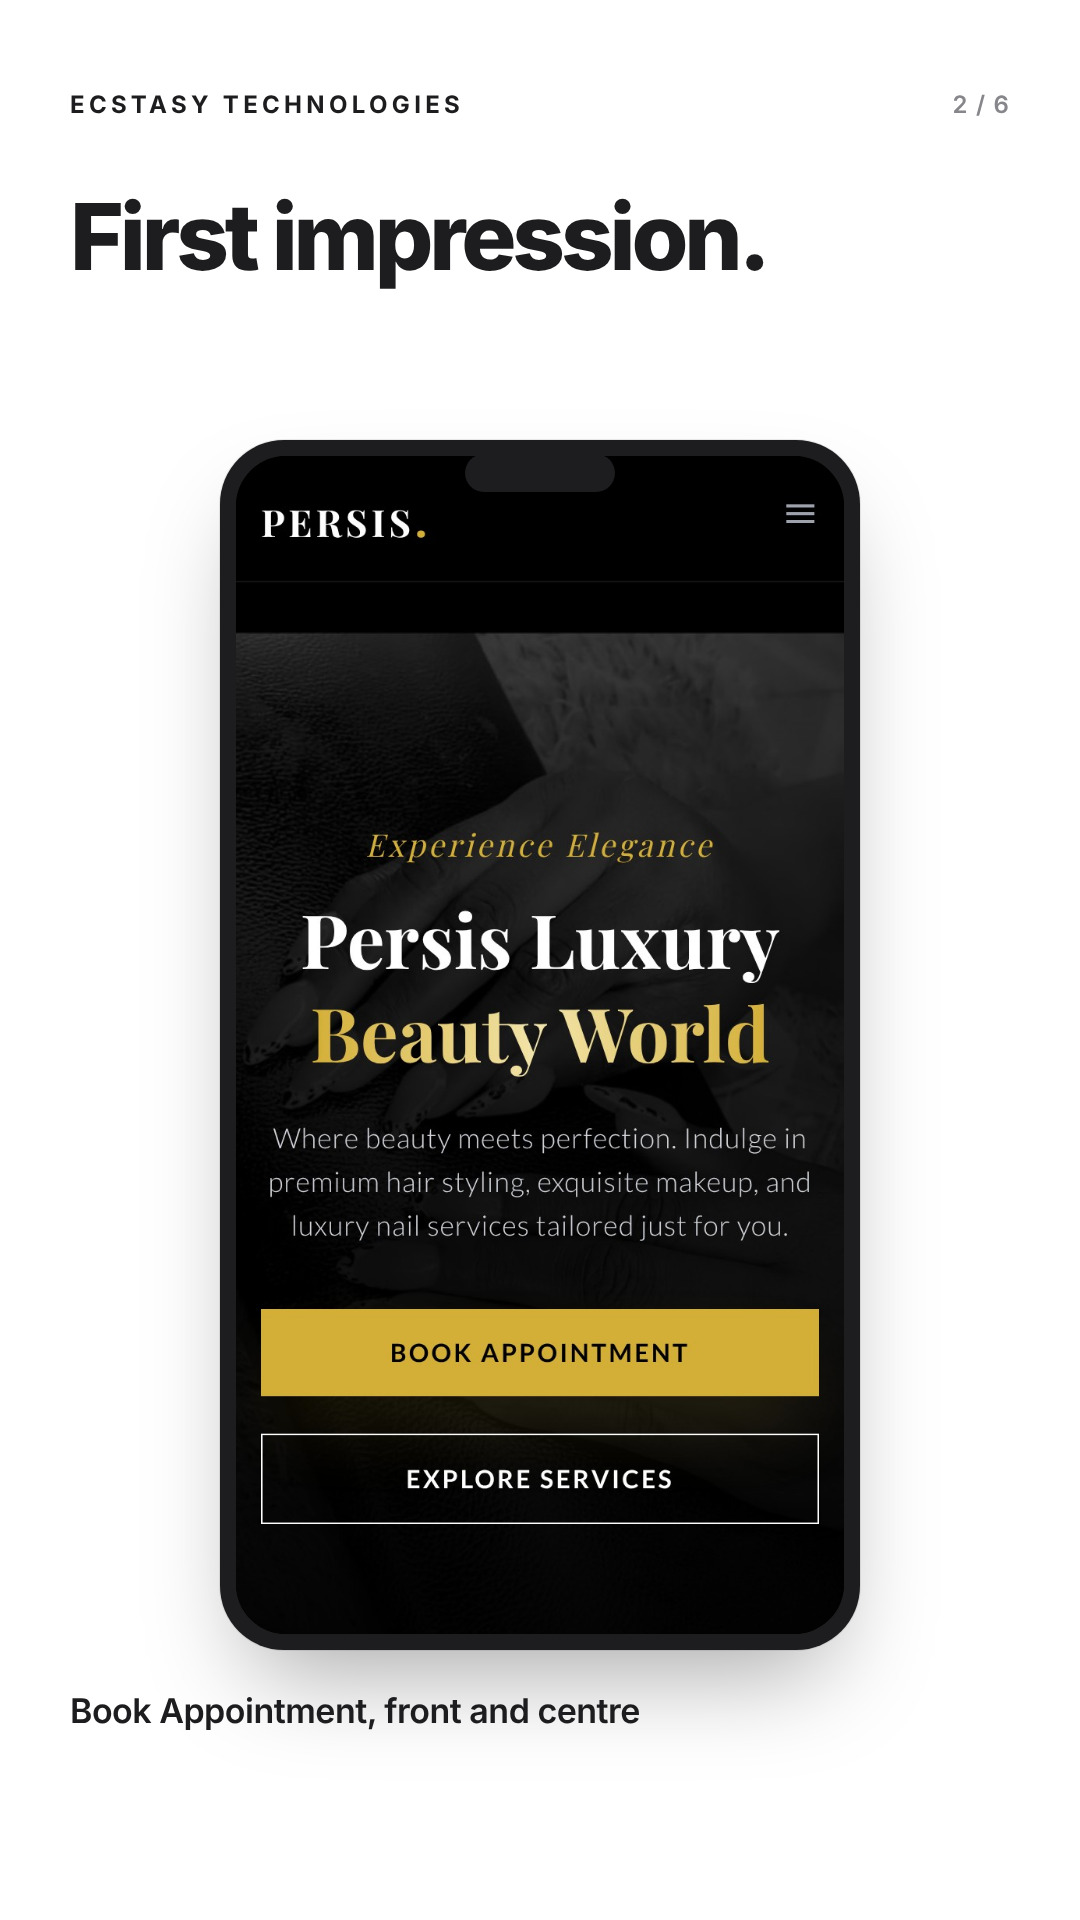 ECSTASY TECHNOLOGIES
2 / 6
First impression.
PERSIS.
Experience Elegance
Persis Luxury
Beauty World
Where beauty meets perfection. Indulge in
premium hair styling, exquisite makeup, and
luxury nail services tailored just for you.
BOOK APPOINTMENT
EXPLORE SERVICES
Book Appointment, front and centre